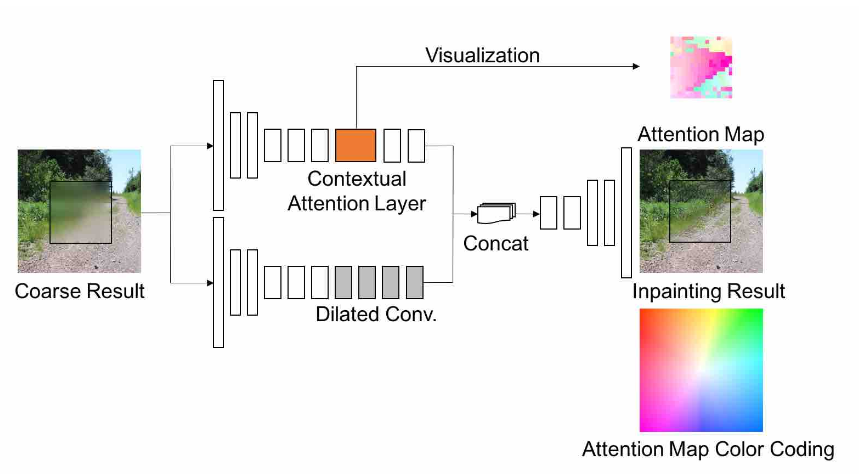 Visualization
Attention Map
Contextual
Attention Layer
Concat
Coarse Result
Inpainting Result
Dilated Conv.
Attention Map Color Coding